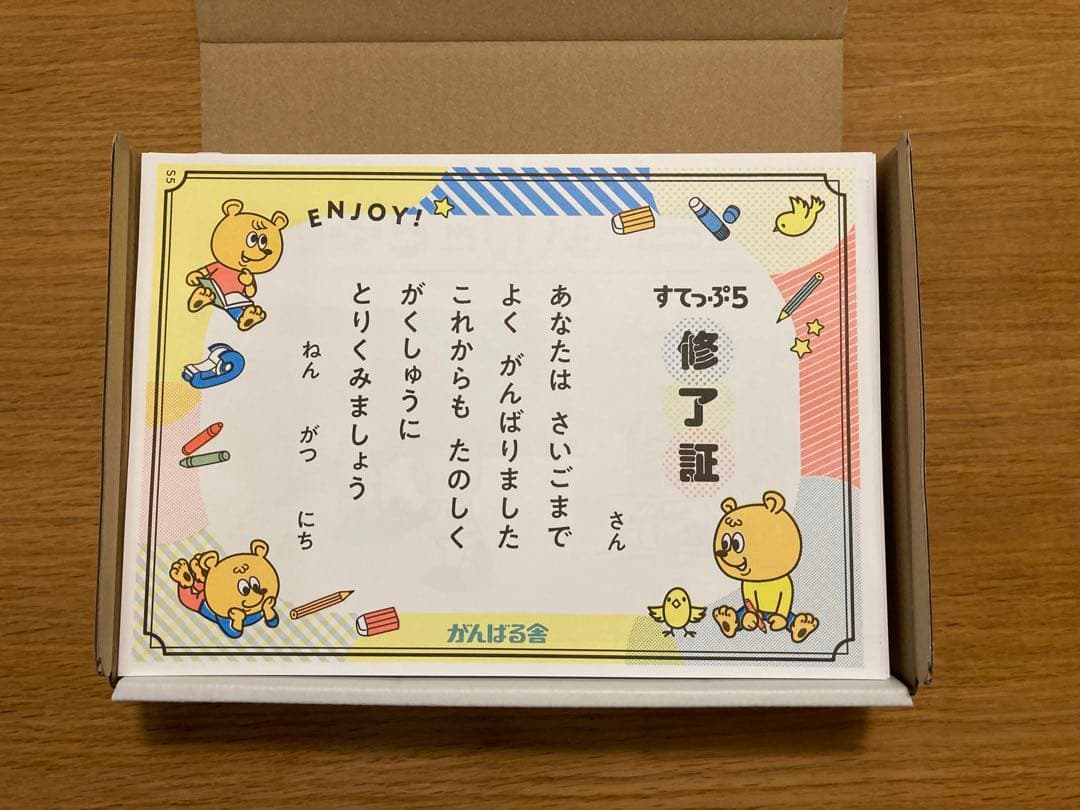 S5
ENJOY!
すてっぷ5
修了証
さん
あなたは さいごまで
よく がんばりました
これからも たのしく
がくしゅうに
とりくみましょう
ねん がつ にち
がんばる舎